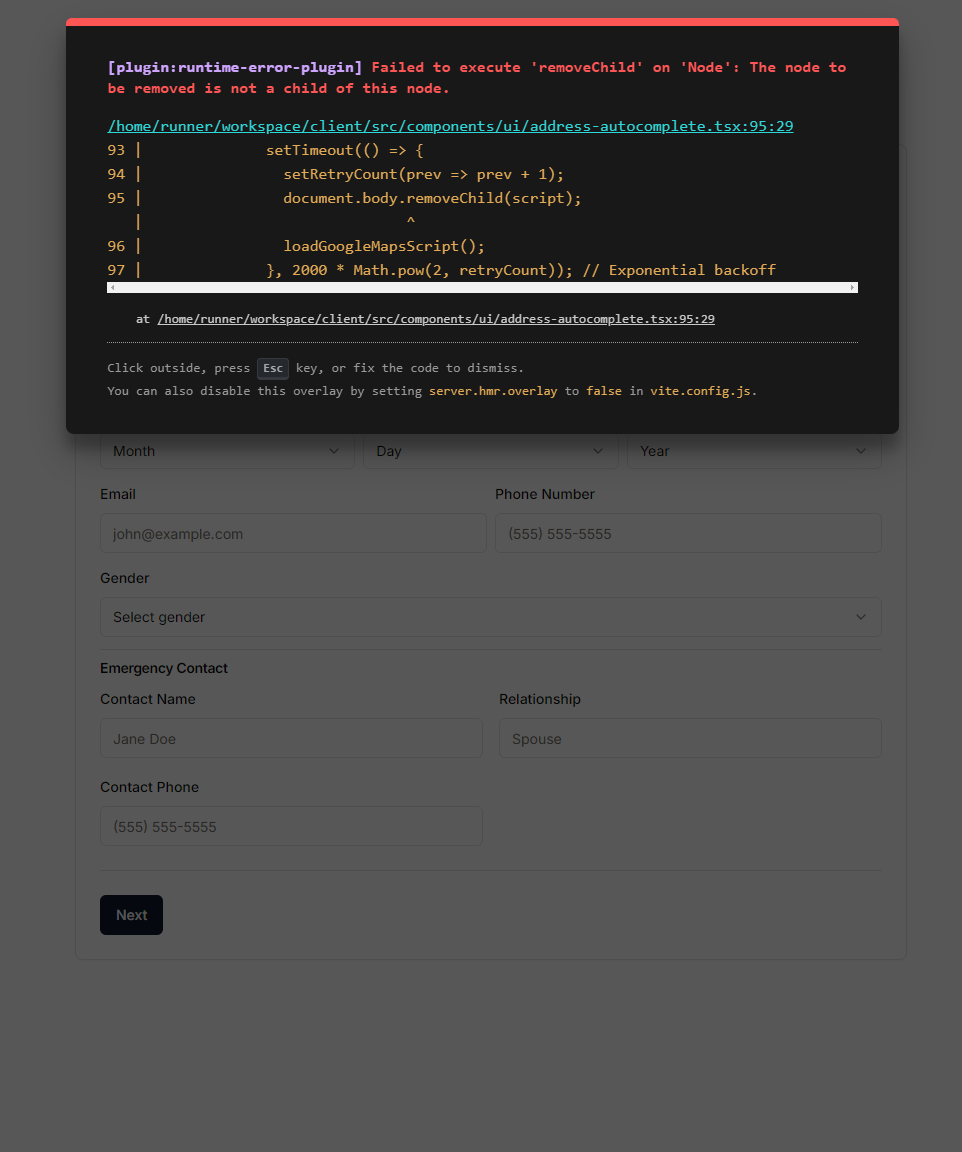 [plugin:runtime-error-plugin] Failed to execute 'removeChild' on 'Node': The node to
be removed is not a child of this node.
/home/runner/workspace/client/src/components/ui/address-autocomplete.tsx:95:29
93 | setTimeout(() => {
94 | setRetryCount(prev => prev + 1);
95 | document.body.removeChild(script);
| ^
96 | loadGoogleMapsScript();
97 | }, 2000 * Math.pow(2, retryCount)); // Exponential backoff
at /home/runner/workspace/client/src/components/ui/address-autocomplete.tsx:95:29
Click outside, press Esc key, or fix the code to dismiss.
You can also disable this overlay by setting server.hmr.overlay to false in vite.config.js.
Month Day Year
Email Phone Number
john@example.com (555) 555-5555
Gender
Select gender
Emergency Contact
Contact Name Relationship
Jane Doe Spouse
Contact Phone
(555) 555-5555
Next